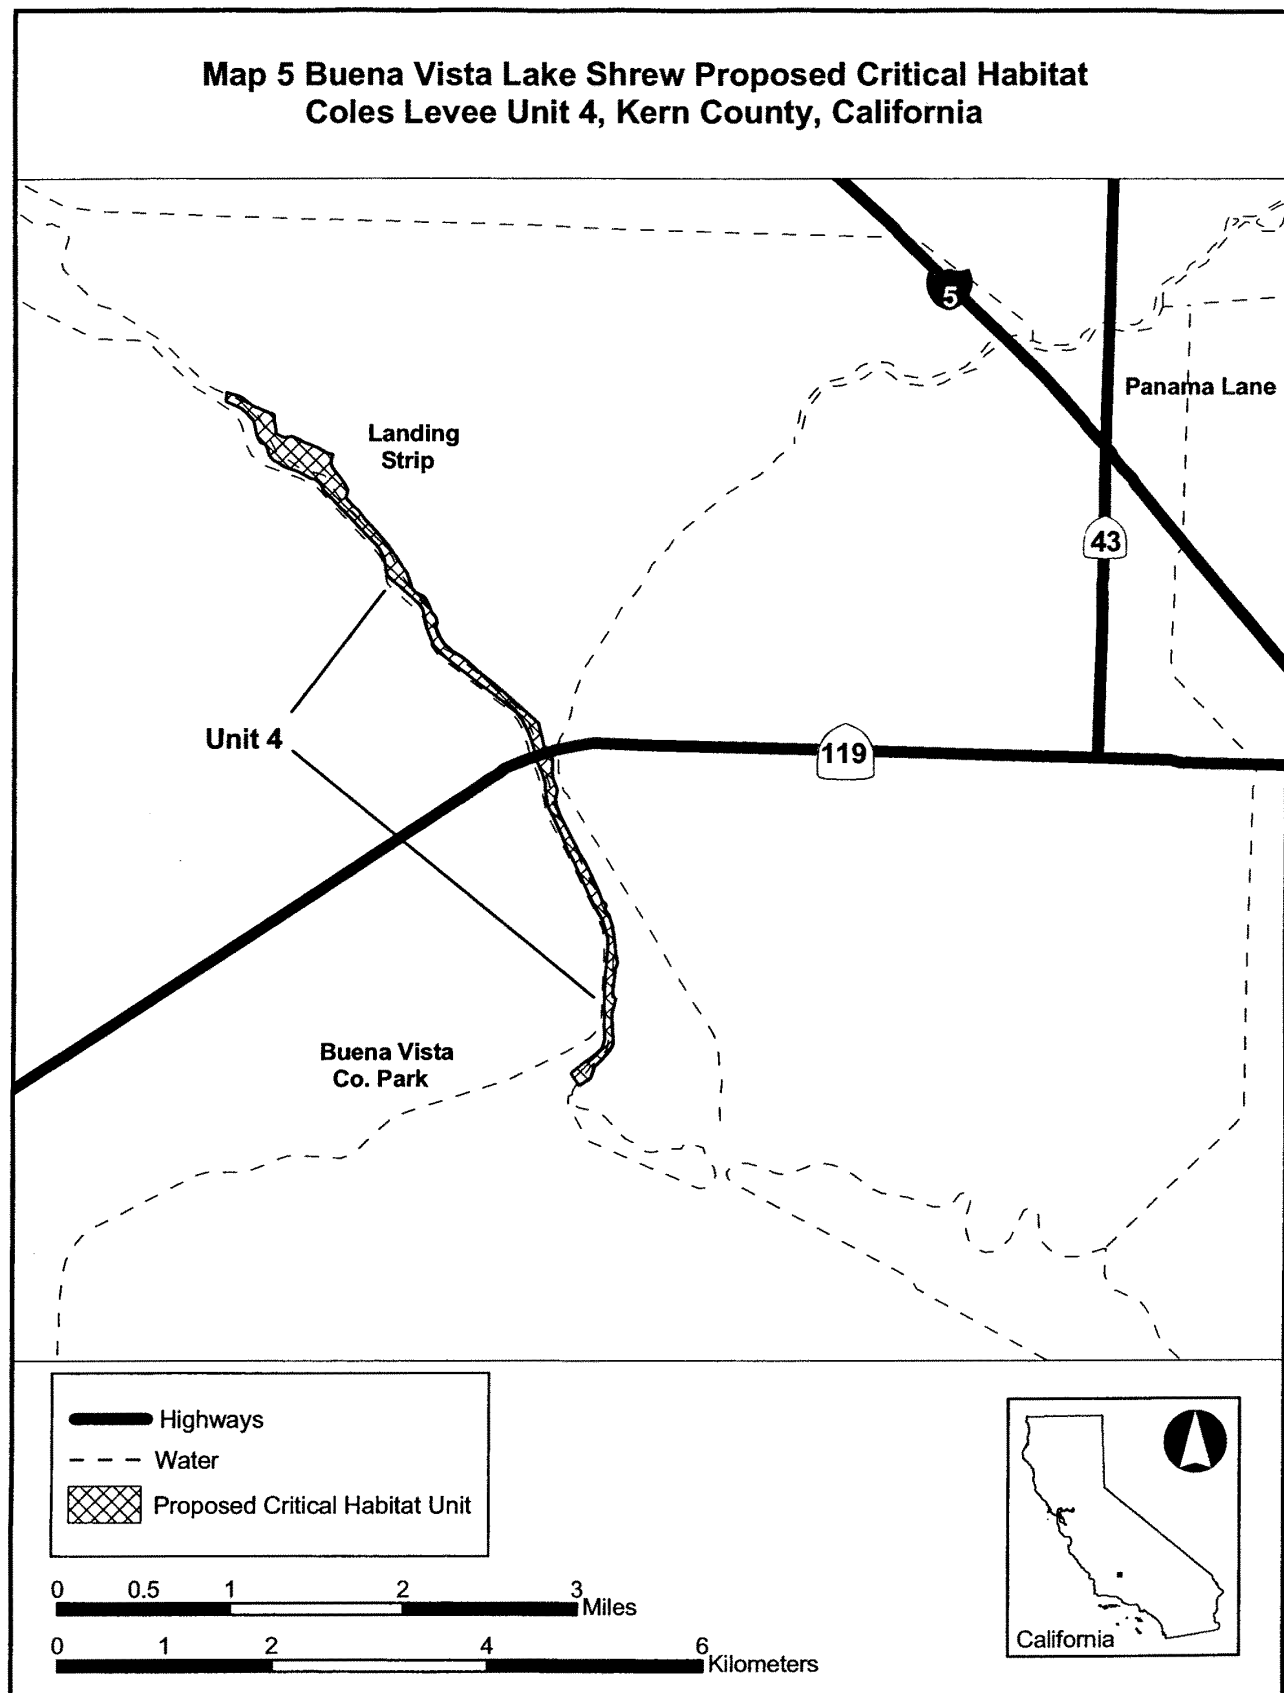 Map 5 Buena Vista Lake Shrew Proposed Critical Habitat
Coles Levee Unit 4, Kern County, California
5
Panama Lane
Landing
Strip
43
Unit 4
119
Buena Vista
Co. Park
Highways
Water
Proposed Critical Habitat Unit
0 0.5 1 2 3
Miles
0 1 2 4 6
Kilometers
California